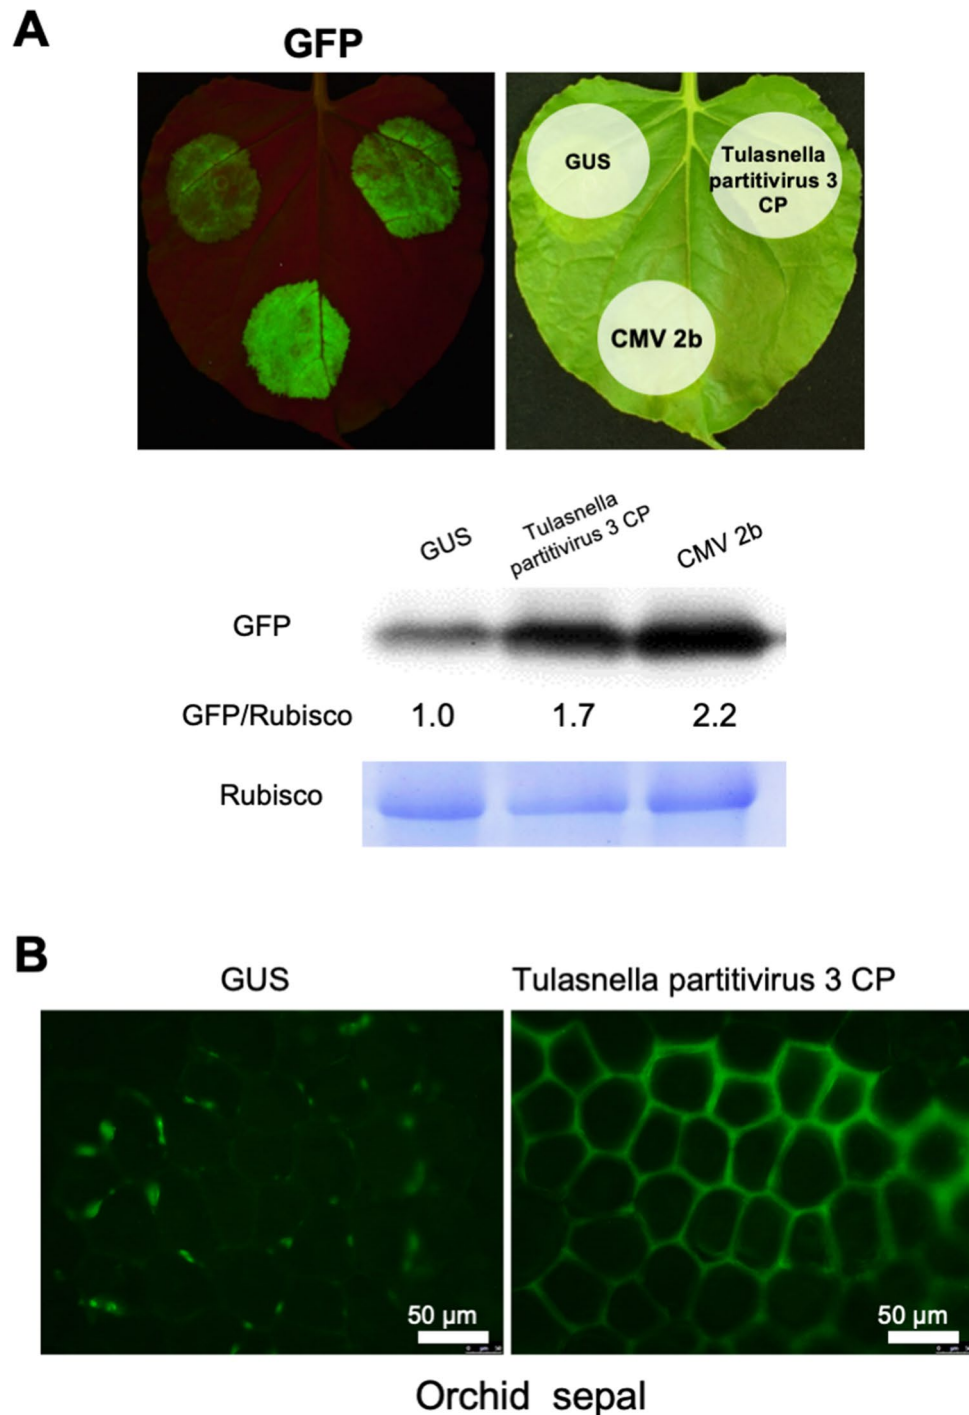 A
GFP
GUS
Tulasnella
partitivirus 3
CP
CMV 2b
GUS
Tulasnella
partitivirus 3 CP
CMV 2b
GFP
GFP/Rubisco 1.0 1.7 2.2
Rubisco
B
GUS
Tulasnella partitivirus 3 CP
50 µm
50 µm
Orchid sepal